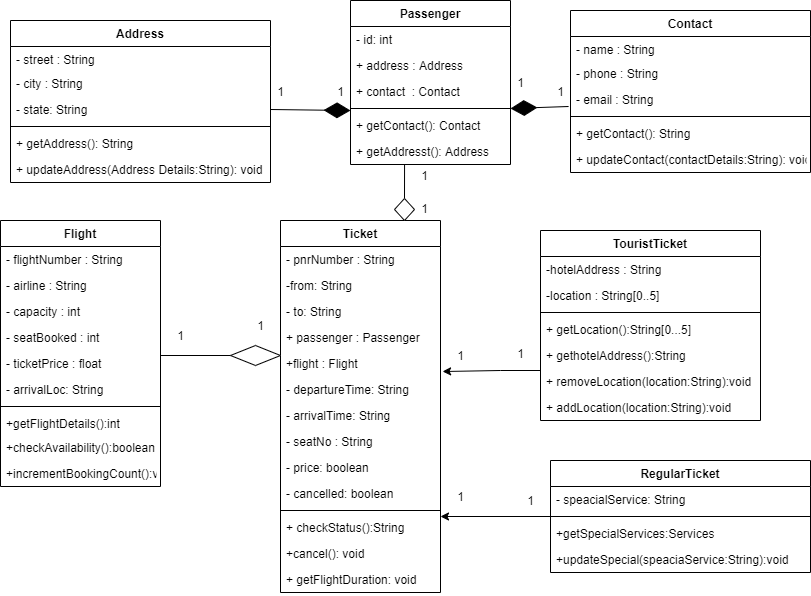 Address
- street : String
- city : String
- state: String
+ getAddress(): String
+ updateAddress(Address Details:String): void
1
1
Passenger
- id: int
+ address : Address
+ contact : Contact
+ getContact(): Contact
+ getAddresst(): Address
1
1
Contact
- name : String
- phone : String
- email : String
+ getContact(): String
+ updateContact(contactDetails:String): voi
1
1
Flight
- flightNumber : String
- airline : String
- capacity : int
- seatBooked : int
- ticketPrice : float
- arrivalLoc: String
+getFlightDetails():int
+checkAvailability():boolean
+incrementBookingCount():v
1
1
Ticket
- pnrNumber : String
-from: String
- to: String
+ passenger : Passenger
+flight : Flight
- departureTime: String
- arrivalTime: String
- seatNo : String
- price: boolean
- cancelled: boolean
+ checkStatus():String
+cancel(): void
+ getFlightDuration: void
1
1
TouristTicket
-hotelAddress : String
-location : String[0..5]
+ getLocation():String[0...5]
+ gethotelAddress():String
+ removeLocation(location:String):void
+ addLocation(location:String):void
1
1
RegularTicket
- speacialService: String
+getSpecialServices:Services
+updateSpecial(speaciaService:String):void